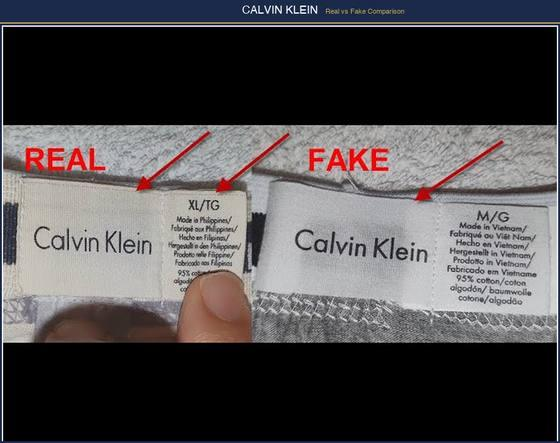 CALVIN KLEIN Real vs Fake Comparison
REAL
FAKE
Calvin Klein
XL/TG
Made in Philippines/
Fabriqué aux Philippines/
Hecho en Filipinas/
Hergestellt in den Philippinen/
Prodotto nelle Filippine/
Fabricado nas Filipinas
95% cotton/
algodón/
Calvin Klein
M/G
Made in Vietnam/
Fabriqué au Viêt Nam/
Hecho en Vietnam/
Hergestellt in Vietnam/
Prodotto in Vietnam/
Fabricado em Vietname
95% cotton/coton
algodón/ baumwolle
cotone/algodão